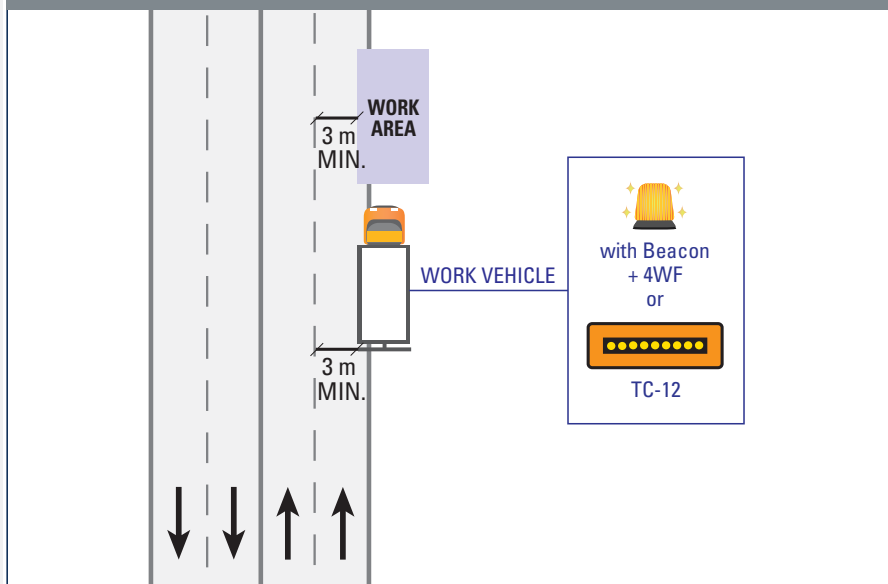 WORK
AREA
3 m
MIN.
WORK VEHICLE
with Beacon
+ 4WF
or
TC-12
3 m
MIN.